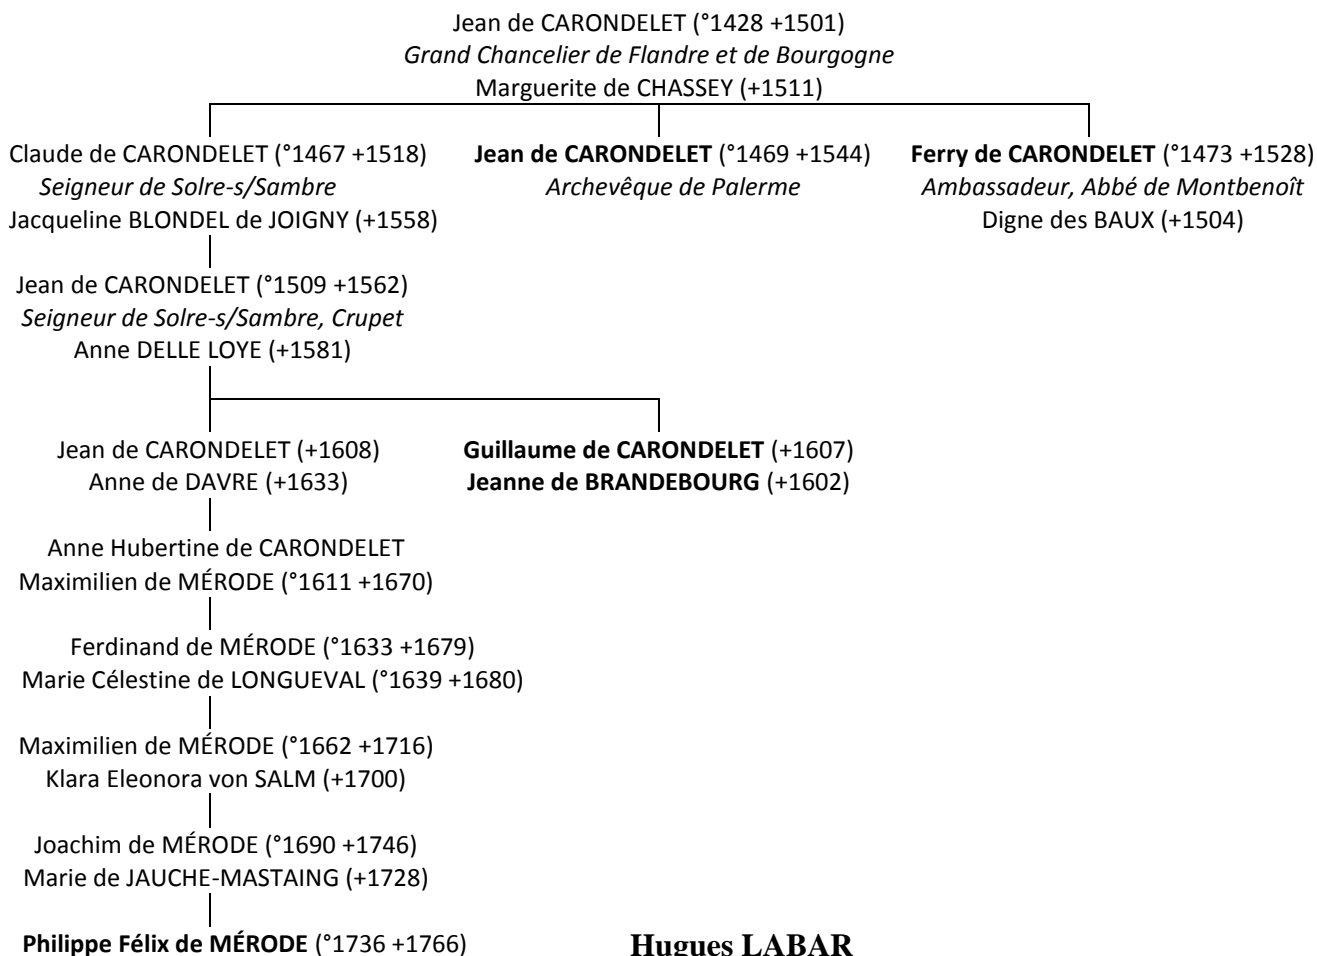 Jean de CARONDELET (°1428 +1501)
Grand Chancelier de Flandre et de Bourgogne
Marguerite de CHASSEY (+1511)
Claude de CARONDELET (°1467 +1518)
Seigneur de Solre-s/Sambre
Jacqueline BLONDEL de JOIGNY (+1558)
Jean de CARONDELET (°1469 +1544)
Archevêque de Palerme
Ferry de CARONDELET (°1473 +1528)
Ambassadeur, Abbé de Montbenoît
Digne des BAUX (+1504)
Jean de CARONDELET (°1509 +1562)
Seigneur de Solre-s/Sambre, Crupet
Anne DELLE LOYE (+1581)
Jean de CARONDELET (+1608)
Anne de DAVRE (+1633)
Guillaume de CARONDELET (+1607)
Jeanne de BRANDEBOURG (+1602)
Anne Hubertine de CARONDELET
Maximilien de MÉRODE (°1611 +1670)
Ferdinand de MÉRODE (°1633 +1679)
Marie Célestine de LONGUEVAL (°1639 +1680)
Maximilien de MÉRODE (°1662 +1716)
Klara Eleonora von SALM (+1700)
Joachim de MÉRODE (°1690 +1746)
Marie de JAUCHE-MASTAING (+1728)
Philippe Félix de MÉRODE (°1736 +1766)
Hugues LABAR